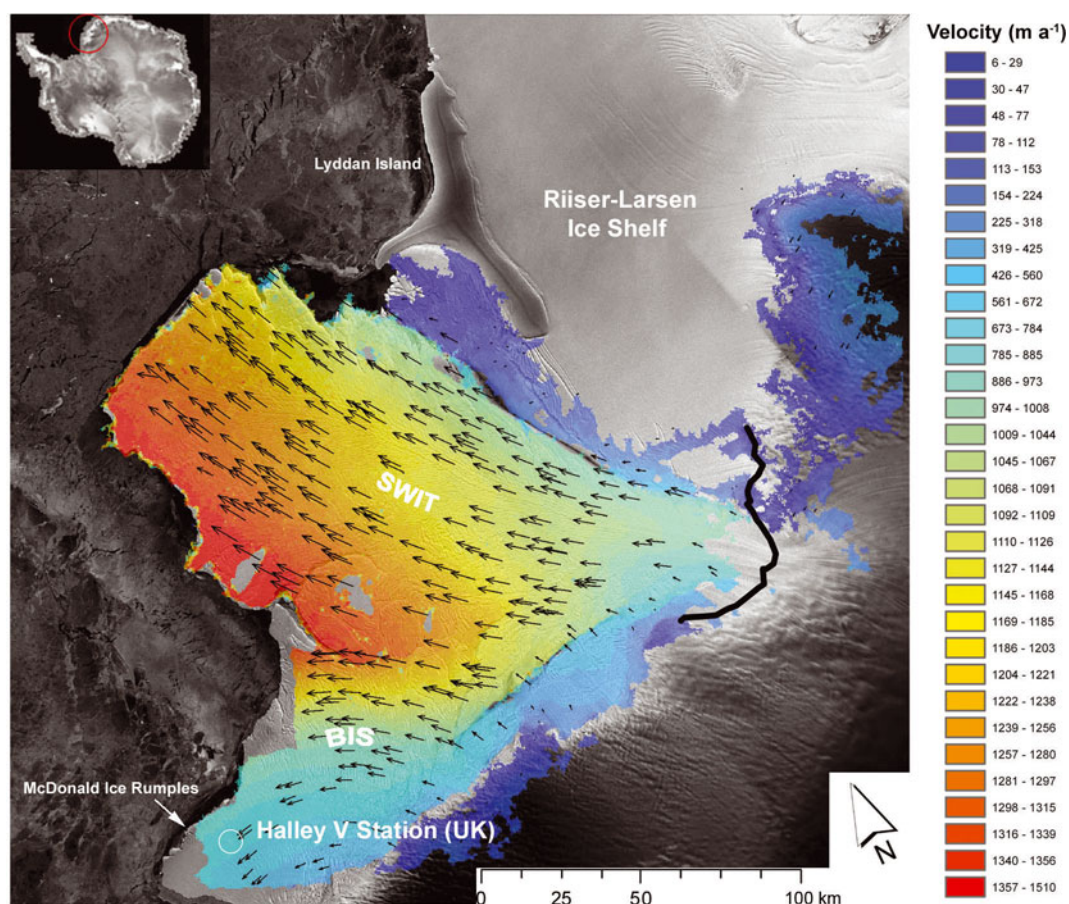 Velocity (m a⁻¹)
6 - 29
30 - 47
48 - 77
78 - 112
113 - 153
154 - 224
225 - 318
319 - 425
426 - 560
561 - 672
673 - 784
785 - 885
886 - 973
974 - 1008
1009 - 1044
1045 - 1067
1068 - 1091
1092 - 1109
1110 - 1126
1127 - 1144
1145 - 1168
1169 - 1185
1186 - 1203
1204 - 1221
1222 - 1238
1239 - 1256
1257 - 1280
1281 - 1297
1298 - 1315
1316 - 1339
1340 - 1356
1357 - 1510
Lyddan Island
Riiser-Larsen
Ice Shelf
SWIT
BIS
McDonald Ice Rumples
Halley V Station (UK)
N
0 25 50 100 km